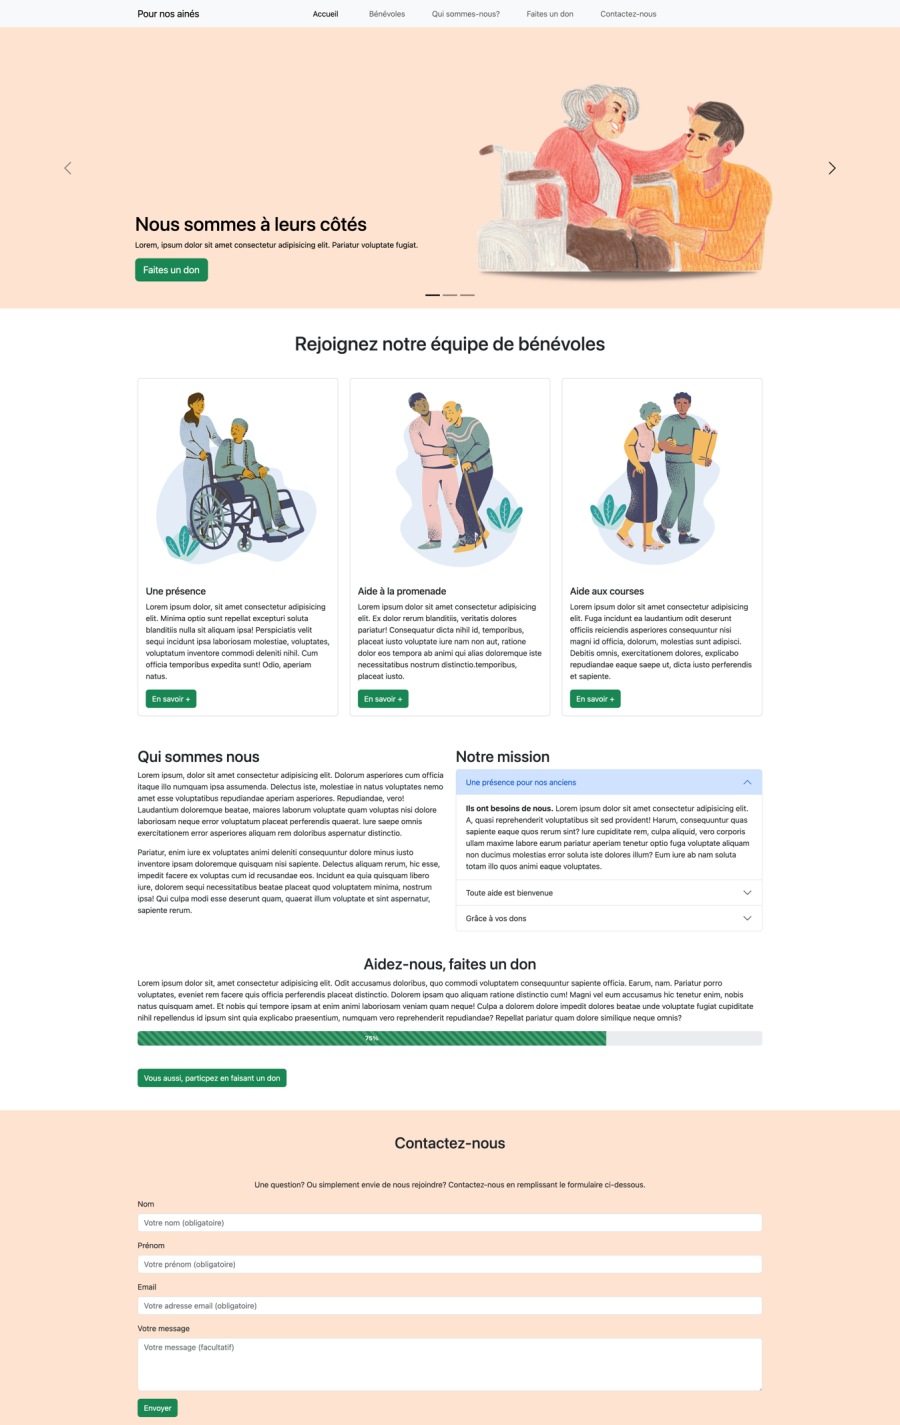 Pour nos ainés
Accueil
Bénévoles
Qui sommes-nous?
Faites un don
Contactez-nous
Nous sommes à leurs côtés
Lorem, ipsum dolor sit amet consectetur adipisicing elit. Pariatur voluptate fugiat.
Faites un don
Rejoignez notre équipe de bénévoles
Une présence
Lorem ipsum dolor, sit amet consectetur adipisicing
elit. Minima optio sunt repellat excepturi soluta
blanditiis nulla sit aliquam ipsa! Perspiciatis velit
sequi incidunt ipsa laboriosam molestiae, voluptates,
voluptatum inventore commodi deleniti nihil. Cum
officia temporibus expedita sunt! Odio, aperiam
natus.
En savoir +
Aide à la promenade
Lorem ipsum dolor sit amet consectetur adipisicing
elit. Ex dolor rerum blanditiis, veritatis dolores
pariatur! Consequatur dicta nihil id, temporibus,
placeat iusto voluptate iure nam non aut, ratione
dolor eos tempora ab animi qui alias doloremque iste
necessitatibus nostrum distinctio.temporibus,
placeat iusto.
En savoir +
Aide aux courses
Lorem ipsum dolor sit amet consectetur adipisicing
elit. Fuga incidunt ea laudantium odit deserunt
officiis reiciendis asperiores consequuntur nisi
magni id officia, dolorum, molestias sunt adipisci.
Debitis omnis, exercitationem dolores, explicabo
repudiandae eaque saepe ut, dicta iusto perferendis
et sapiente.
En savoir +
Qui sommes nous
Lorem ipsum, dolor sit amet consectetur adipisicing elit. Dolorum asperiores cum officia
itaque illo numquam ipsa assumenda. Delectus iste, molestiae in natus voluptates nemo
amet esse voluptatibus repudiandae aperiam asperiores. Repudiandae, vero!
Laudantium doloremque beatae, maiores laborum voluptate quam voluptas nisi dolore
laboriosam neque error voluptatum placeat perferendis quaerat. Iure saepe omnis
exercitationem error asperiores aliquam rem doloribus aspernatur distinctio.
Pariatur, enim iure ex voluptates animi deleniti consequuntur dolore minus iusto
inventore ipsam doloremque quisquam nisi sapiente. Delectus aliquam rerum, hic esse,
impedit facere ex voluptas cum id recusandae eos. Incidunt ea quia quisquam libero
iure, dolorem sequi necessitatibus beatae placeat quod voluptatem minima, nostrum
ipsa! Qui culpa modi esse deserunt quam, quaerat illum voluptate et sint aspernatur,
sapiente rerum.
Notre mission
Une présence pour nos anciens
Ils ont besoins de nous. Lorem ipsum dolor sit amet consectetur adipisicing elit.
A, quasi reprehenderit voluptatibus sit sed provident! Harum, consequuntur quas
sapiente eaque quos rerum sint? Iure cupiditate rem, culpa aliquid, vero corporis
ullam maxime labore earum pariatur aperiam tenetur optio fuga voluptate aliquam
non ducimus molestias error soluta iste dolores illum? Eum iure ab nam soluta
totam illo quos animi eaque voluptates.
Toute aide est bienvenue
Grâce à vos dons
Aidez-nous, faites un don
Lorem ipsum dolor sit, amet consectetur adipisicing elit. Odit accusamus doloribus, quo commodi voluptatem consequuntur sapiente officia. Earum, nam. Pariatur porro
voluptates, eveniet rem facere quis officia perferendis placeat distinctio. Dolorem ipsam quo aliquam ratione distinctio cum! Magni vel eum accusamus hic tenetur enim, nobis
natus quisquam amet. Et nobis qui tempore ipsam at enim animi laboriosam veniam quam neque! Culpa a dolorem dolore impedit dolores beatae unde voluptate fugiat cupiditate
nihil repellendus id ipsum sint quia explicabo praesentium, numquam vero reprehenderit repudiandae? Repellat pariatur quam dolore similique neque omnis?
75%
Vous aussi, particpez en faisant un don
Contactez-nous
Une question? Ou simplement envie de nous rejoindre? Contactez-nous en remplissant le formulaire ci-dessous.
Nom
Votre nom (obligatoire)
Prénom
Votre prénom (obligatoire)
Email
Votre adresse email (obligatoire)
Votre message
Votre message (facultatif)
Envoyer